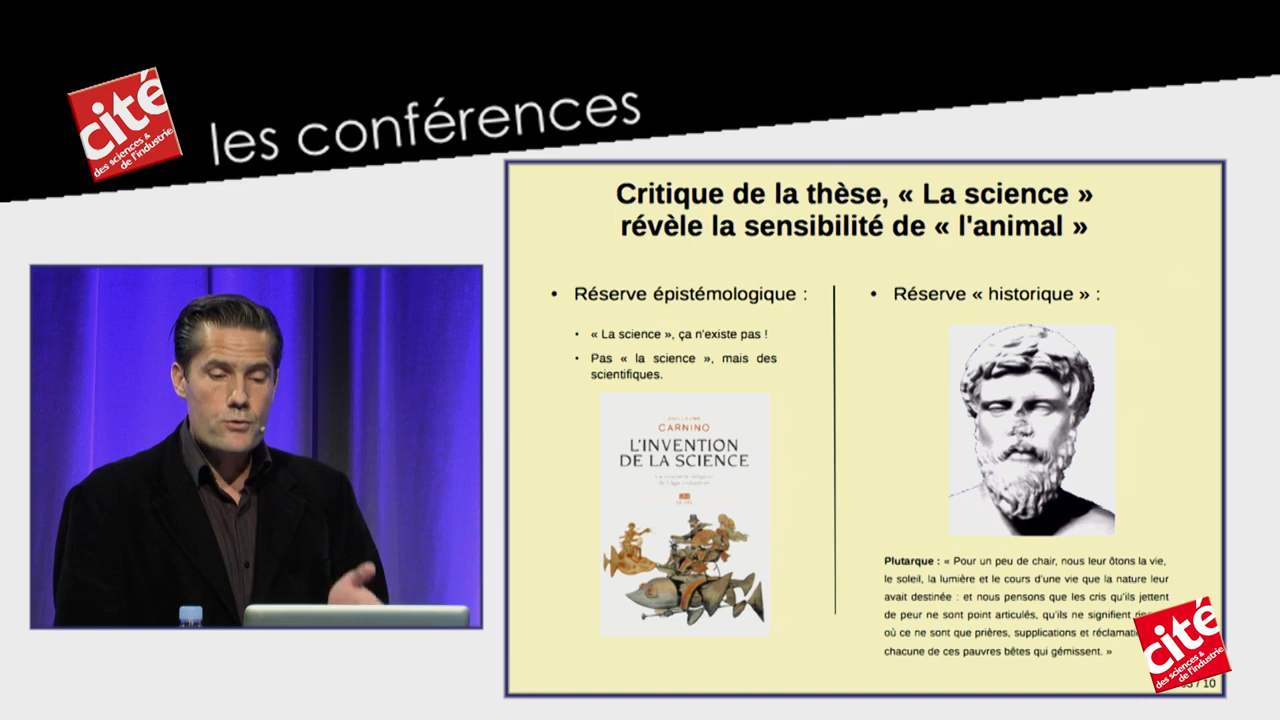 cité
des sciences &
de l'industrie
les conférences
Critique de la thèse, « La science »
révèle la sensibilité de « l'animal »
• Réserve épistémologique :
• « La science », ça n'existe pas !
• Pas « la science », mais des
scientifiques.
CARNINO
L'INVENTION
DE LA SCIENCE
• Réserve « historique » :
Plutarque : « Pour un peu de chair, nous leur ôtons la vie,
le soleil, la lumière et le cours d'une vie que la nature leur
avait destinée : et nous pensons que les cris qu'ils jettent
de peur ne sont point articulés, qu'ils ne signifient
où ce ne sont que prières, supplications et
chacune de ces pauvres bêtes qui gémissent. »
cité
des sciences &
de l'industrie
/ 10